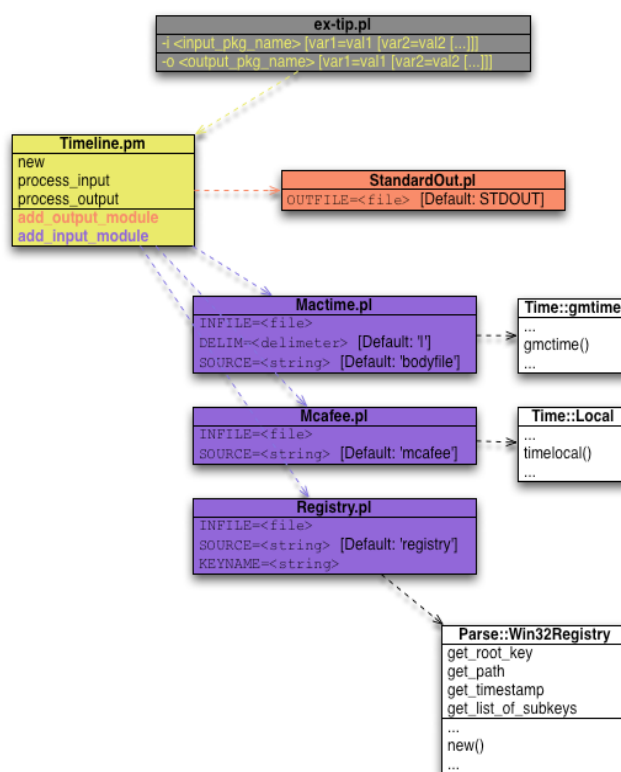 ex-tip.pl
-i <input_pkg_name> [var1=val1 [var2=val2 [...]]]
-o <output_pkg_name> [var1=val1 [var2=val2 [...]]]
Timeline.pm
new
process_input
process_output
add_output_module
add_input_module
StandardOut.pl
OUTFILE=<file> [Default: STDOUT]
Mactime.pl
INFILE=<file>
DELIM=<delimeter> [Default: '|']
SOURCE=<string> [Default: 'bodyfile']
Time::gmtime
...
gmctime()
...
Mcafee.pl
INFILE=<file>
SOURCE=<string> [Default: 'mcafee']
Time::Local
...
timelocal()
...
Registry.pl
INFILE=<file>
SOURCE=<string> [Default: 'registry']
KEYNAME=<string>
Parse::Win32Registry
get_root_key
get_path
get_timestamp
get_list_of_subkeys
...
new()
...